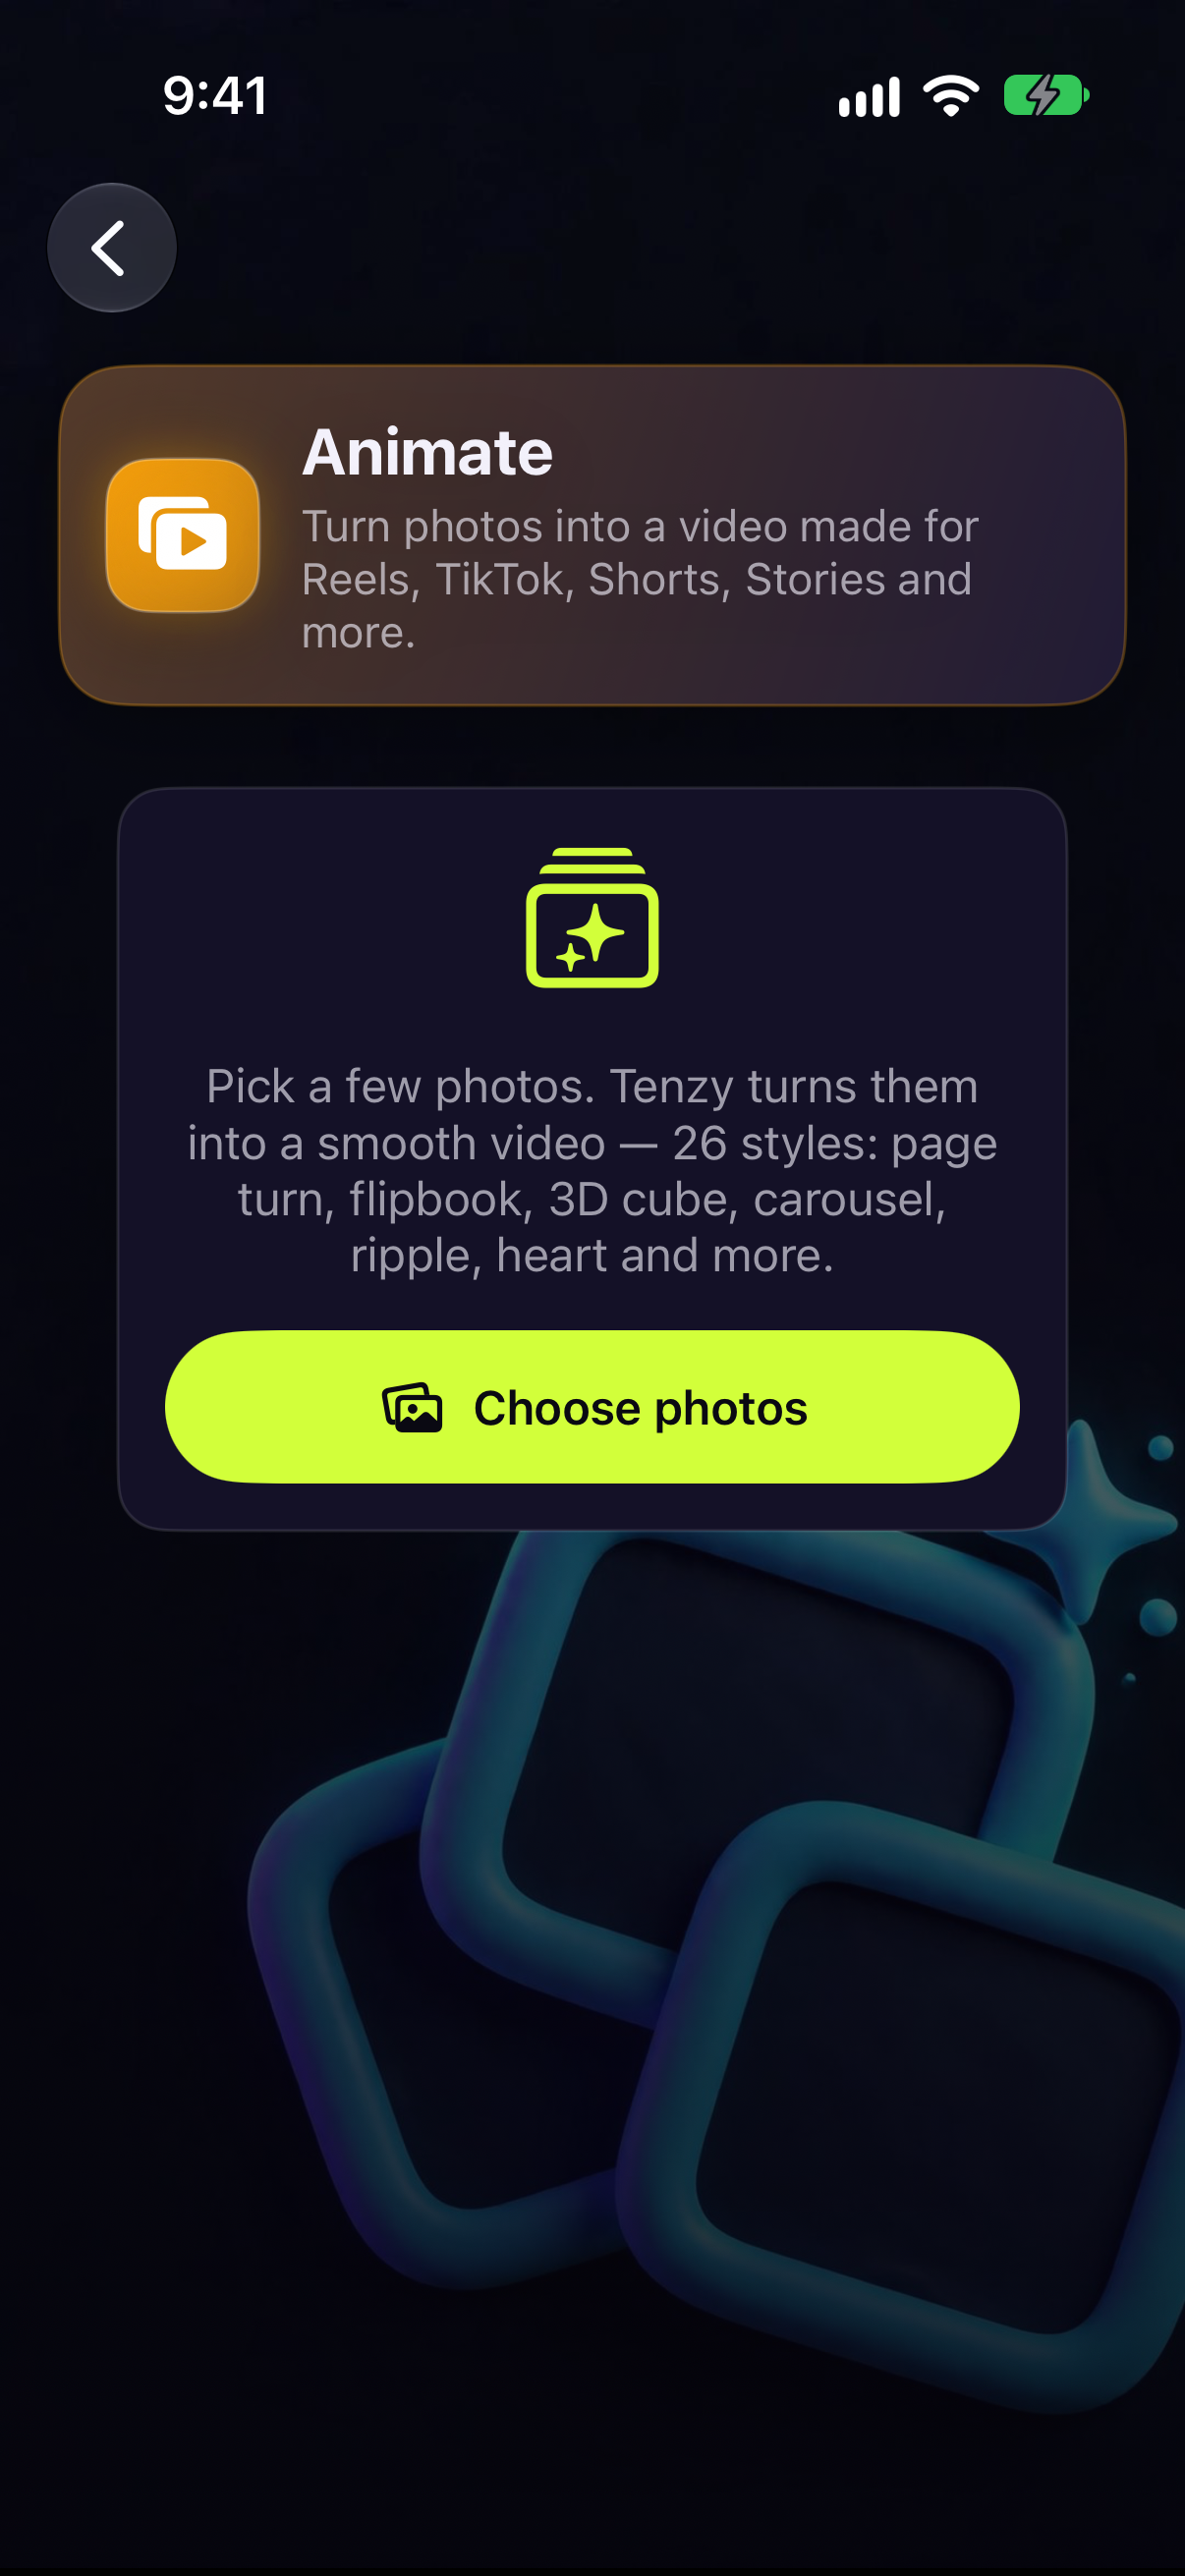 9:41
Animate
Turn photos into a video made for
Reels, TikTok, Shorts, Stories and
more.
Pick a few photos. Tenzy turns them
into a smooth video — 26 styles: page
turn, flipbook, 3D cube, carousel,
ripple, heart and more.
Choose photos